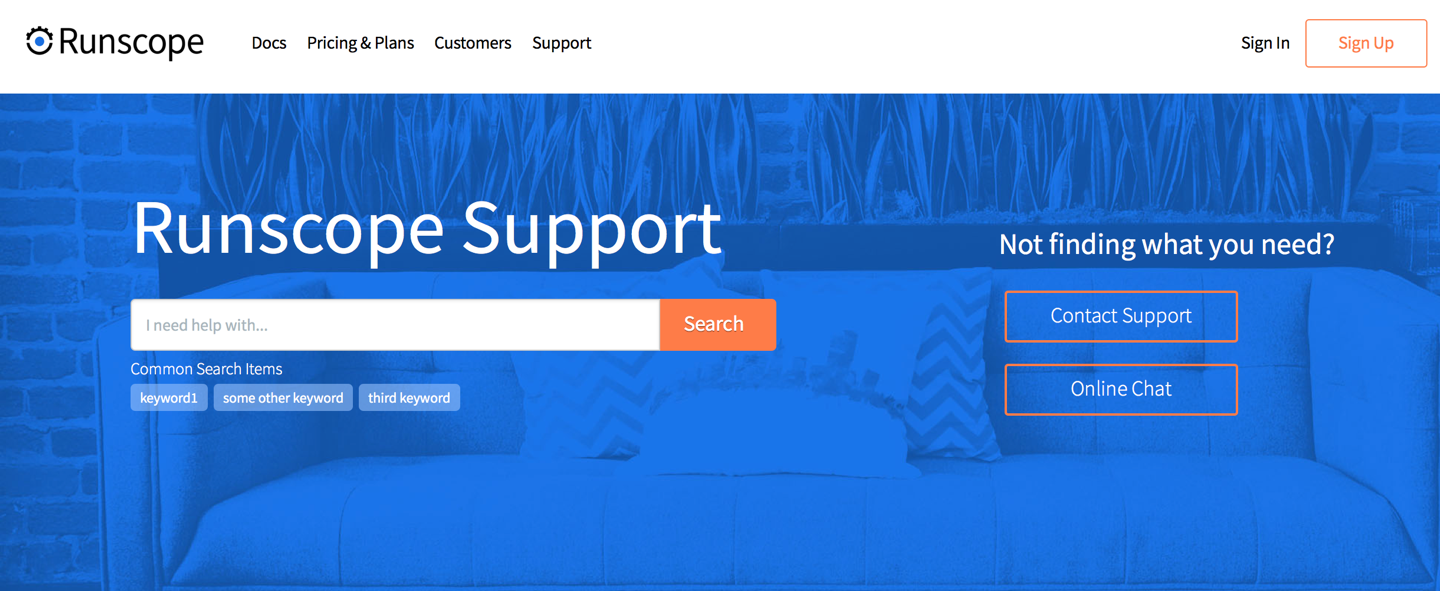 Runscope
Docs
Pricing & Plans
Customers
Support
Sign In
Sign Up
Runscope Support
I need help with...
Search
Common Search Items
keyword1
some other keyword
third keyword
Not finding what you need?
Contact Support
Online Chat